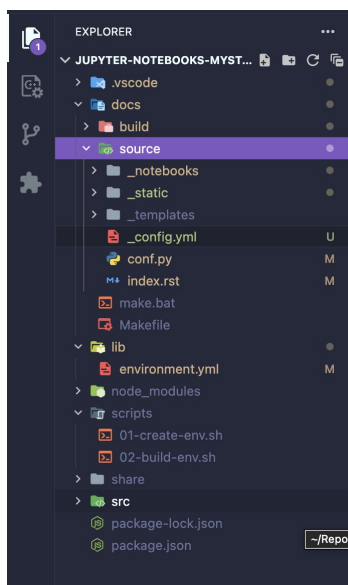 EXPLORER
1
JUPYTER-NOTEBOOKS-MYST...
.vscode
docs
build
source
_notebooks
_static
_templates
_config.yml U
conf.py M
index.rst M
make.bat
Makefile
lib
environment.yml M
node_modules
scripts
01-create-env.sh
02-build-env.sh
share
src
package-lock.json
package.json
~/Repo